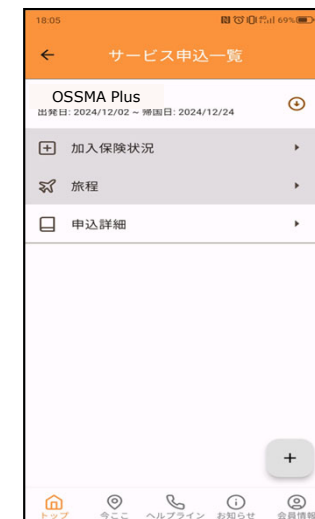 18:05 69%
サービス申込一覧
OSSMA Plus
出発日: 2024/12/02 ~ 帰国日: 2024/12/24
加入保険状況
旅程
申込詳細
+
トップ 今ここ ヘルプライン お知らせ 会員情報